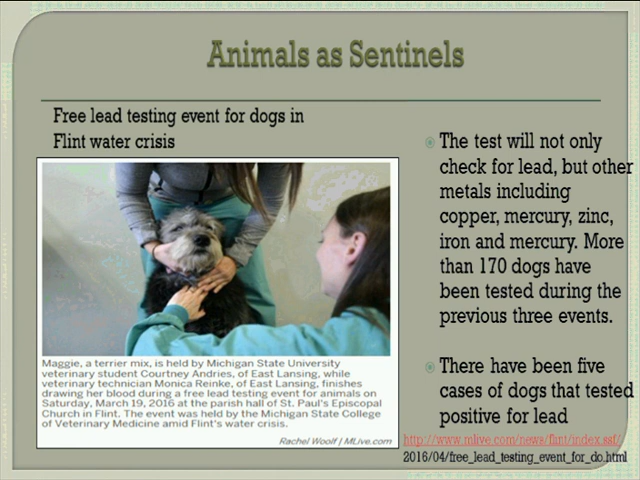 Animals as Sentinels
Free lead testing event for dogs in
Flint water crisis
Maggie, a terrier mix, is held by Michigan State University
veterinary student Courtney Andries, of East Lansing, while
veterinary technician Monica Reinke, of East Lansing, finishes
drawing her blood during a free lead testing event for animals on
Saturday, March 19, 2016 at the parish hall of St. Paul's Episcopal
Church in Flint. The event was held by the Michigan State College
of Veterinary Medicine amid Flint's water crisis.
Rachel Woolf | MLive.com
The test will not only
check for lead, but other
metals including
copper, mercury, zinc,
iron and mercury. More
than 170 dogs have
been tested during the
previous three events.
There have been five
cases of dogs that tested
positive for lead
http://www.mlive.com/news/flint/index.ssf/
2016/04/free_lead_testing_event_for_do.html